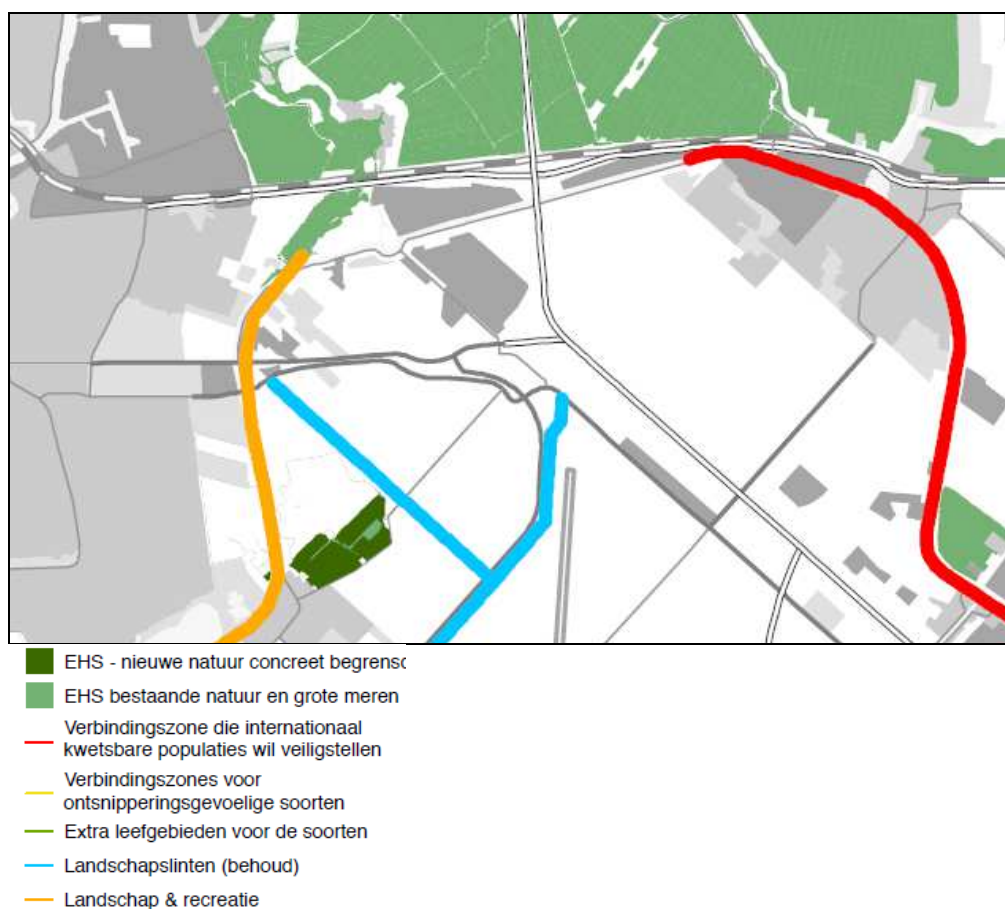 EHS - nieuwe natuur concreet begrensd
EHS bestaande natuur en grote meren
Verbindingszone die internationaal
kwetsbare populaties wil veiligstellen
Verbindingszones voor
ontsnipperingsgevoelige soorten
Extra leefgebieden voor de soorten
Landschapslinten (behoud)
Landschap & recreatie